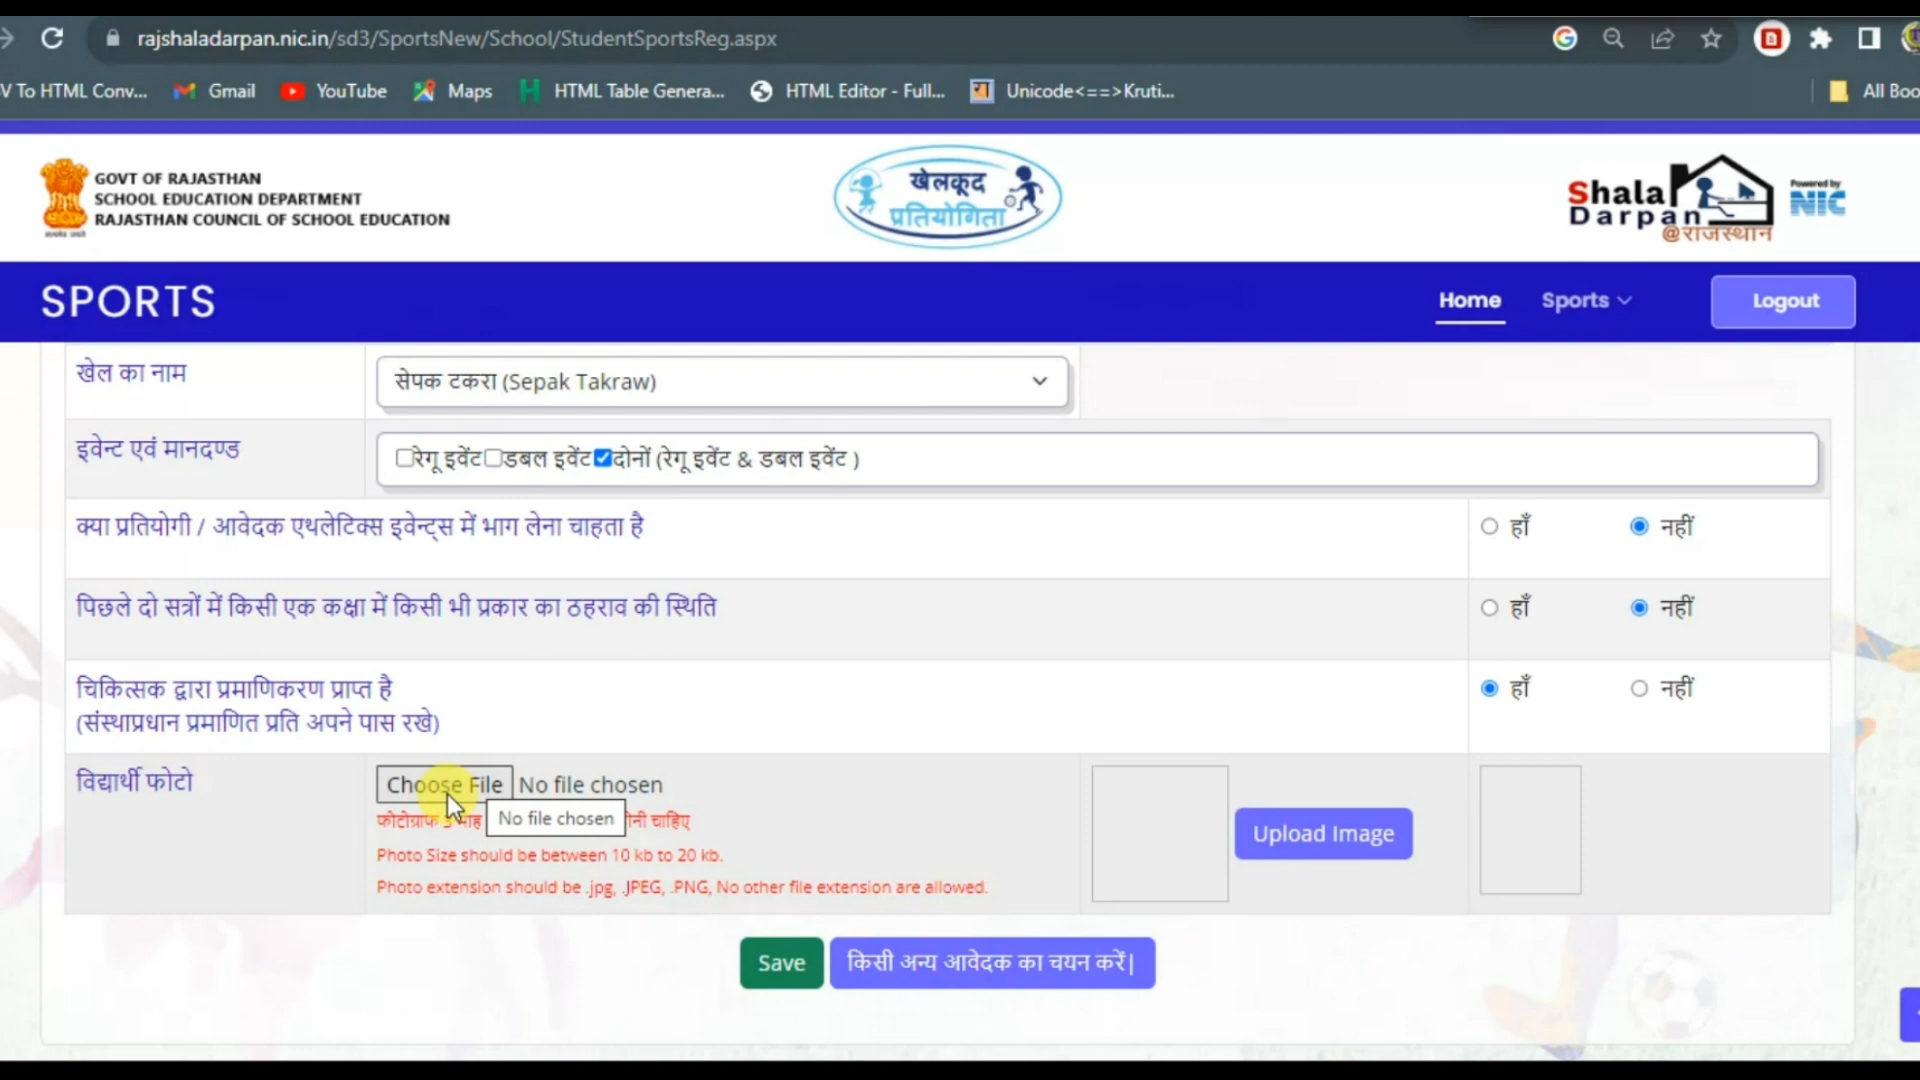 rajshaladarpan.nic.in/sd3/SportsNew/School/StudentSportsReg.aspx
V To HTML Conv... Gmail YouTube Maps HTML Table Genera... HTML Editor - Full... Unicode<==>Kruti... All Boo
GOVT OF RAJASTHAN
SCHOOL EDUCATION DEPARTMENT
RAJASTHAN COUNCIL OF SCHOOL EDUCATION
खेलकूद
प्रतियोगिता
Shala
Darpan
@राजस्थान
Powered by
NIC
SPORTS Home Sports Logout
खेल का नाम सेपक टकरा (Sepak Takraw)
इवेन्ट एवं मानदण्ड रेगू इवेंट डबल इवेंट दोनों (रेगू इवेंट & डबल इवेंट )
क्या प्रतियोगी / आवेदक एथलेटिक्स इवेन्ट्स में भाग लेना चाहता है हाँ नहीं
पिछले दो सत्रों में किसी एक कक्षा में किसी भी प्रकार का ठहराव की स्थिति हाँ नहीं
चिकित्सक द्वारा प्रमाणिकरण प्राप्त है हाँ नहीं
(संस्थाप्रधान प्रमाणित प्रति अपने पास रखे)
विद्यार्थी फोटो Choose File No file chosen
फोटोग्राफ 3 माह No file chosen चाहिए
Upload Image
Photo Size should be between 10 kb to 20 kb.
Photo extension should be .jpg, .JPEG, .PNG, No other file extension are allowed.
Save किसी अन्य आवेदक का चयन करें|